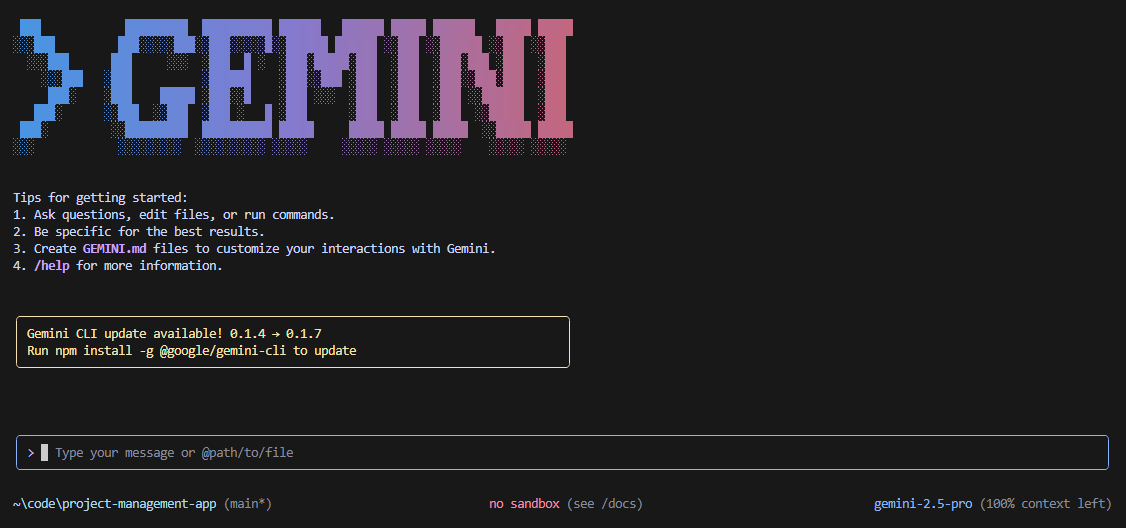 > GEMINI
Tips for getting started:
1. Ask questions, edit files, or run commands.
2. Be specific for the best results.
3. Create GEMINI.md files to customize your interactions with Gemini.
4. /help for more information.
Gemini CLI update available! 0.1.4 → 0.1.7
Run npm install -g @google/gemini-cli to update
> Type your message or @path/to/file
~\code\project-management-app (main*) no sandbox (see /docs) gemini-2.5-pro (100% context left)